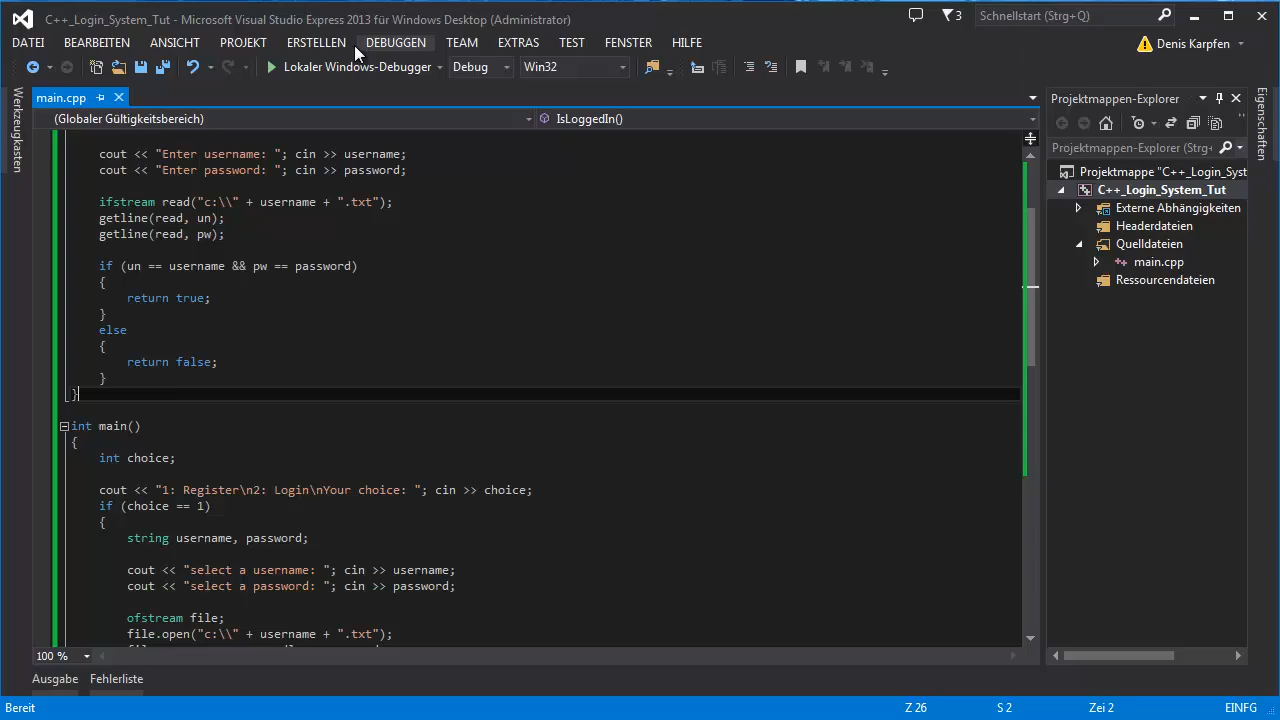 C++_Login_System_Tut - Microsoft Visual Studio Express 2013 für Windows Desktop (Administrator)
3
Schnellstart (Strg+Q)
DATEI BEARBEITEN ANSICHT PROJEKT ERSTELLEN DEBUGGEN TEAM EXTRAS TEST FENSTER HILFE
Denis Karpfen
Lokaler Windows-Debugger Debug Win32
Werkzeugkasten
main.cpp
(Globaler Gültigkeitsbereich) IsLoggedIn()
cout << "Enter username: "; cin >> username;
cout << "Enter password: "; cin >> password;
ifstream read("c:\\" + username + ".txt");
getline(read, un);
getline(read, pw);
if (un == username && pw == password)
{
return true;
}
else
{
return false;
}
}
int main()
{
int choice;
cout << "1: Register\n2: Login\nYour choice: "; cin >> choice;
if (choice == 1)
{
string username, password;
cout << "select a username: "; cin >> username;
cout << "select a password: "; cin >> password;
ofstream file;
file.open("c:\\" + username + ".txt");
100 %
Projektmappen-Explorer
Projektmappen-Explorer (Strg+
Projektmappe "C++_Login_Syst
C++_Login_System_Tut
Externe Abhängigkeiten
Headerdateien
Quelldateien
main.cpp
Ressourcendateien
Eigenschaften
Ausgabe Fehlerliste
Bereit Z 26 S 2 Zei 2 EINFG